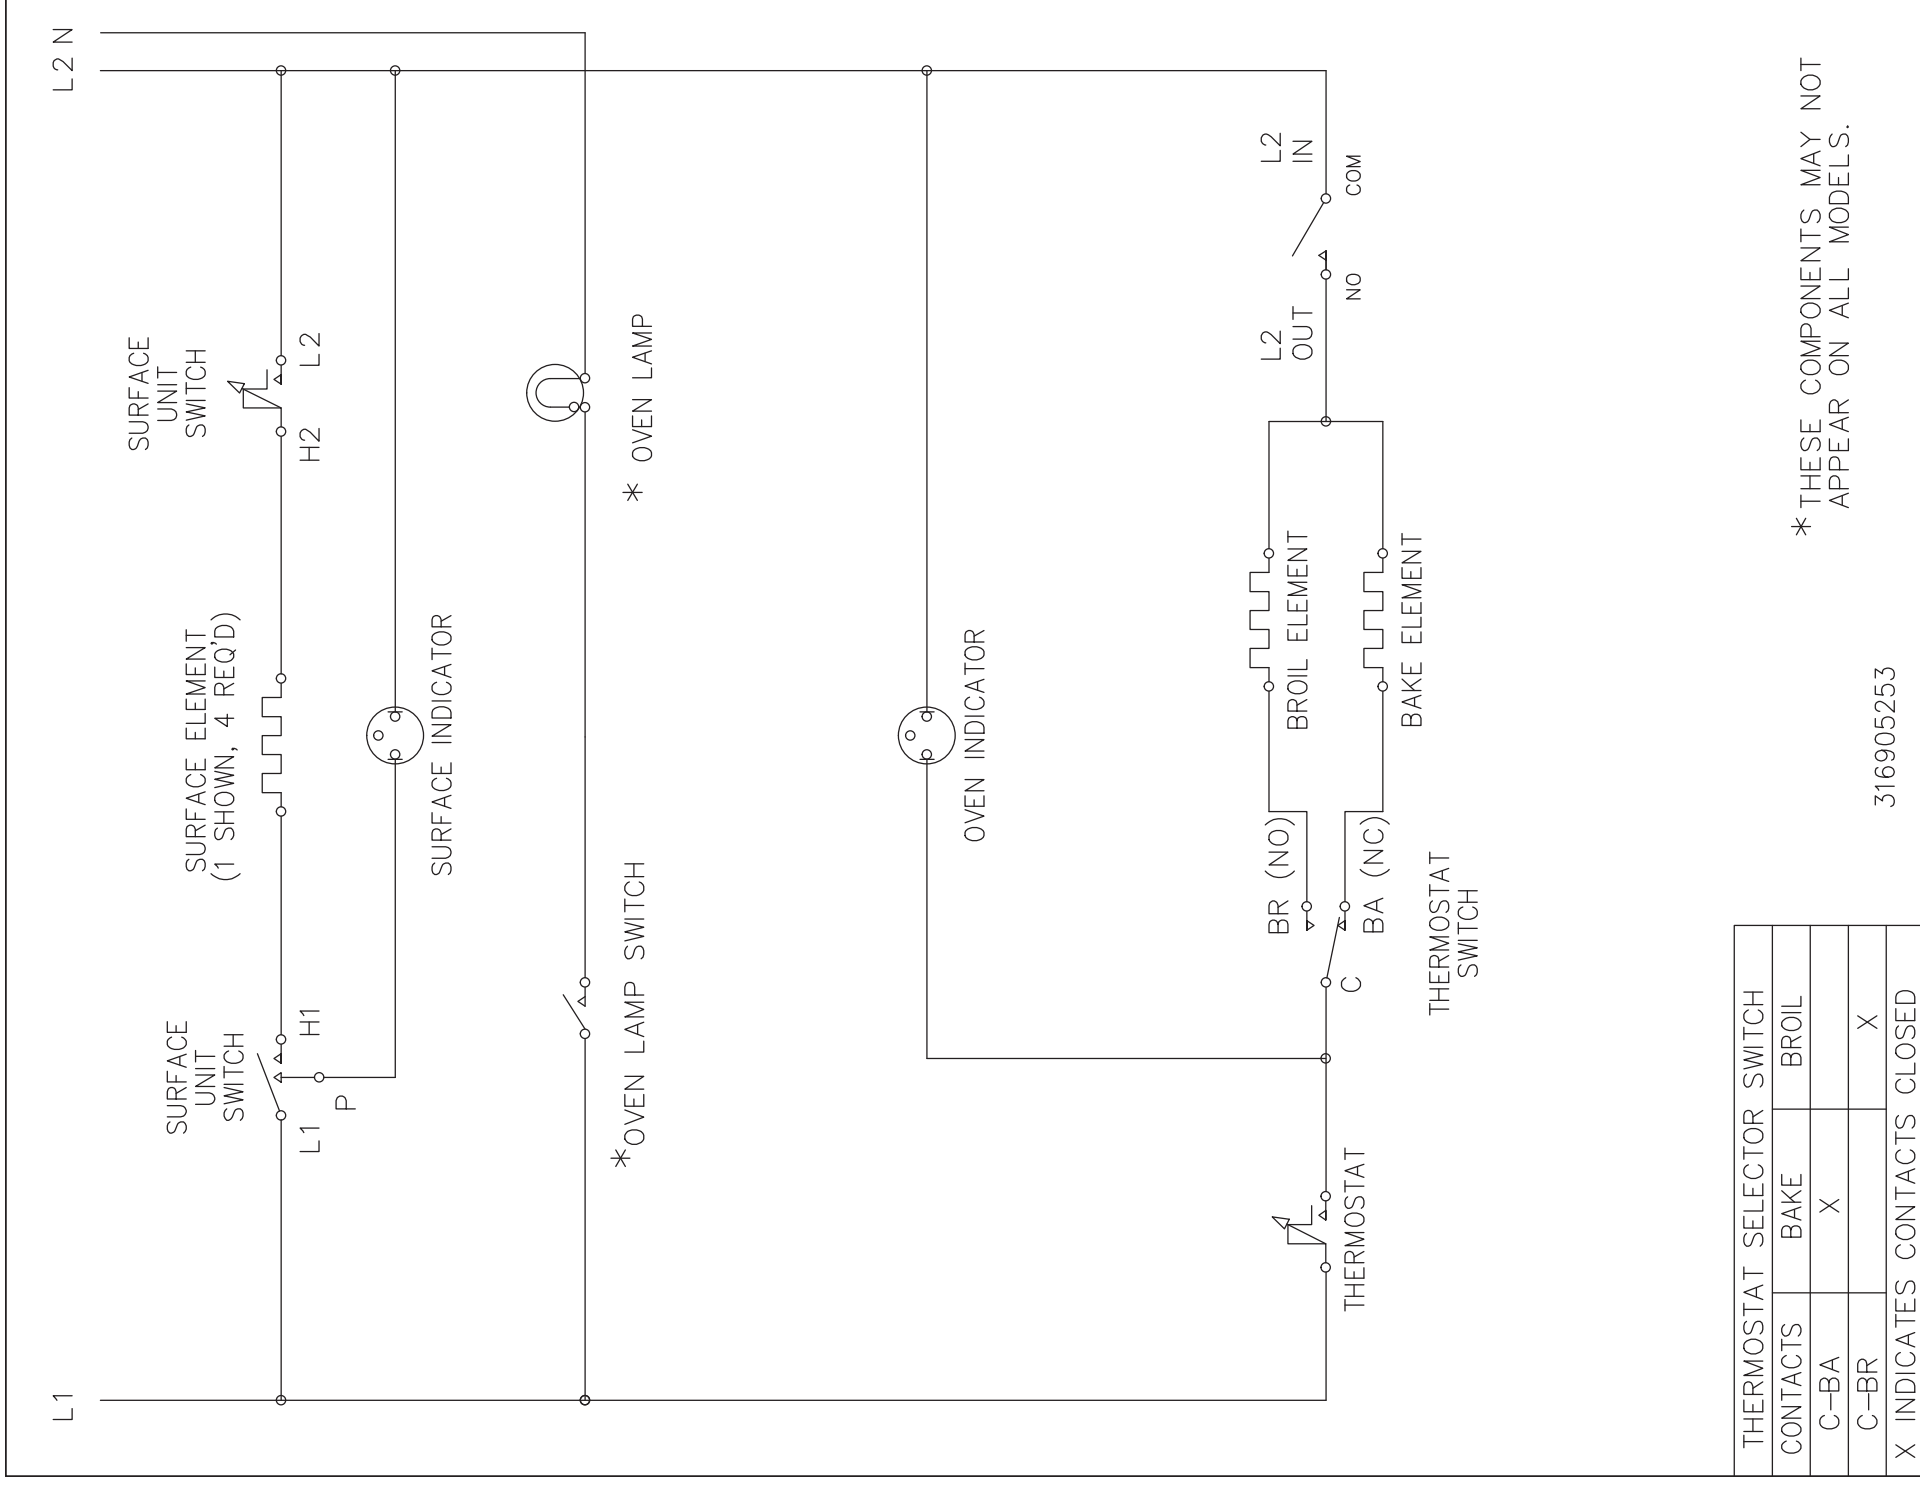 L1
L2 N
SURFACE
UNIT
SWITCH
L1
H1
P
SURFACE ELEMENT
(1 SHOWN, 4 REQ'D)
SURFACE
UNIT
SWITCH
H2
L2
SURFACE INDICATOR
*OVEN LAMP SWITCH
* OVEN LAMP
OVEN INDICATOR
THERMOSTAT
C
BR (NO)
BA (NC)
THERMOSTAT
SWITCH
BROIL ELEMENT
BAKE ELEMENT
L2
OUT
L2
IN
NO
COM
THERMOSTAT SELECTOR SWITCH
CONTACTS BAKE BROIL
C-BA X
C-BR X
X INDICATES CONTACTS CLOSED
* THESE COMPONENTS MAY NOT
APPEAR ON ALL MODELS.
316905253